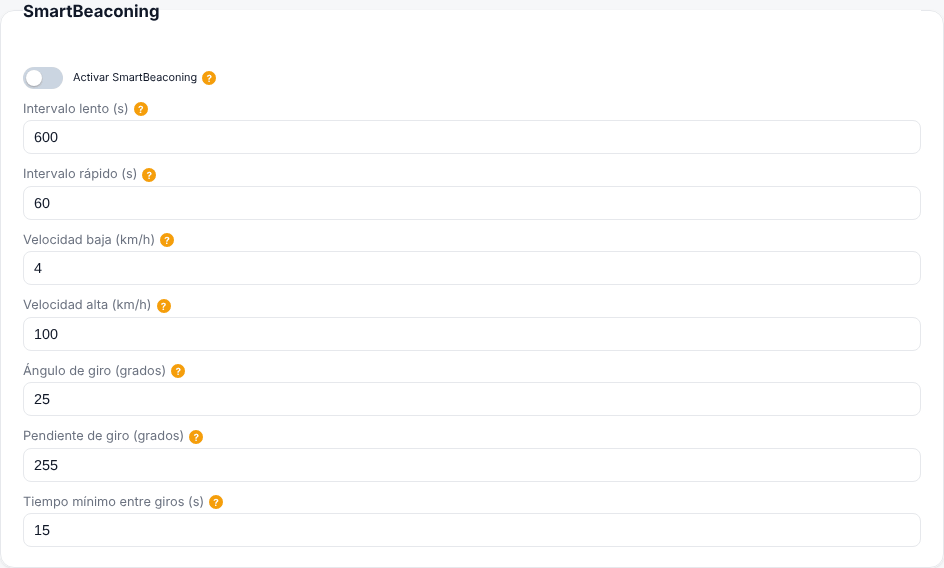 SmartBeaconing
Activar SmartBeaconing ?
Intervalo lento (s) ?
600
Intervalo rápido (s) ?
60
Velocidad baja (km/h) ?
4
Velocidad alta (km/h) ?
100
Ángulo de giro (grados) ?
25
Pendiente de giro (grados) ?
255
Tiempo mínimo entre giros (s) ?
15